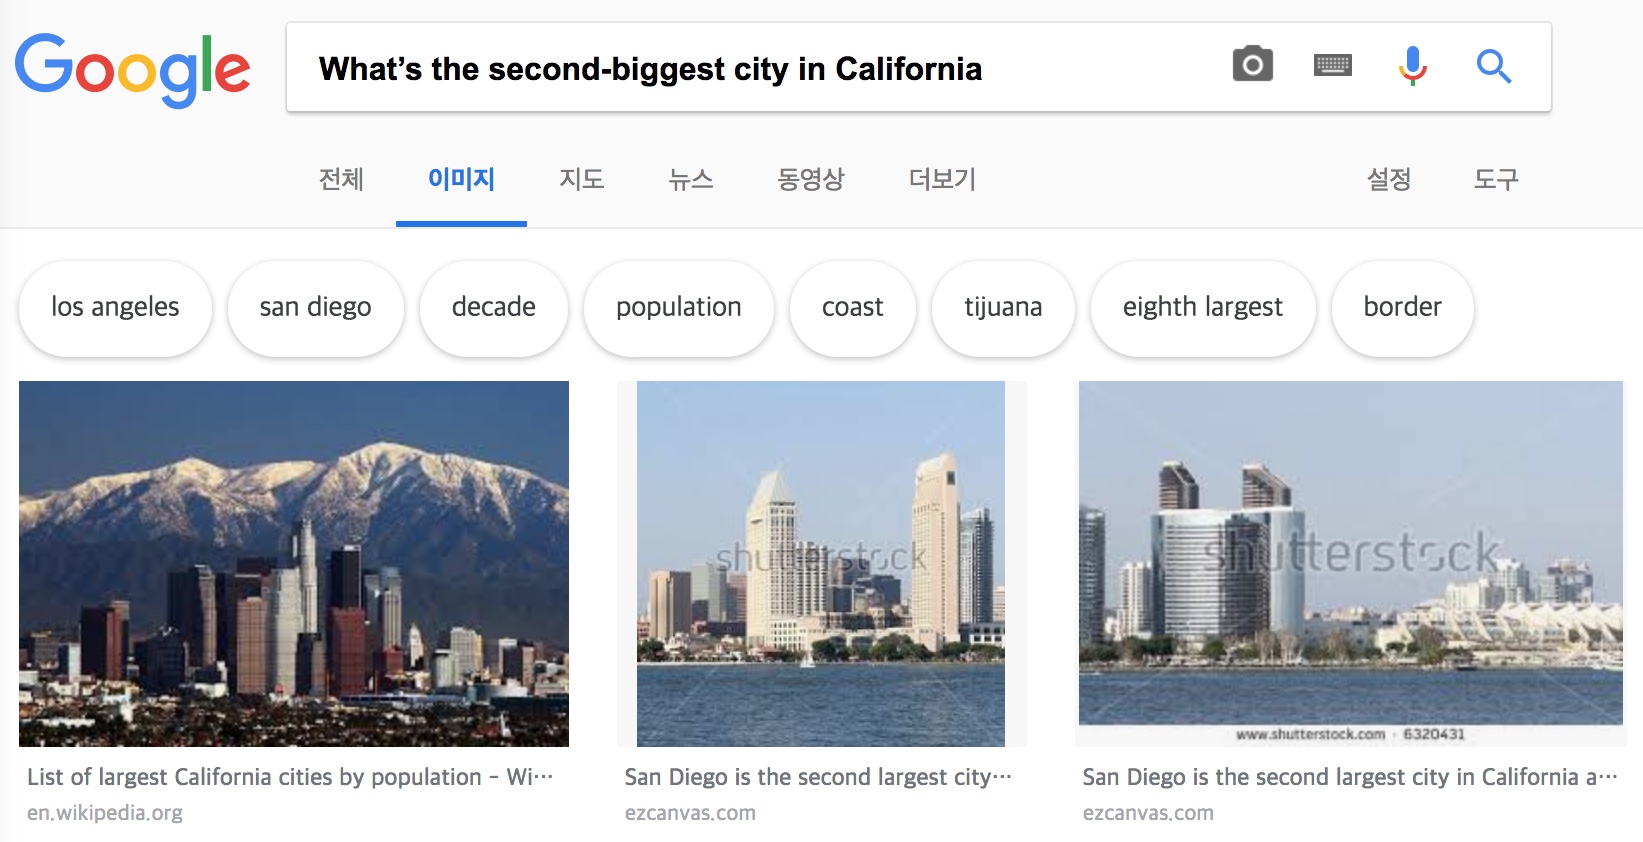 Google
What’s the second-biggest city in California
전체 이미지 지도 뉴스 동영상 더보기 설정 도구
los angeles san diego decade population coast tijuana eighth largest border
shutterstock shutterstock
www.shutterstock.com · 6320431
List of largest California cities by population - Wi··· San Diego is the second largest city··· San Diego is the second largest city in California a···
en.wikipedia.org ezcanvas.com ezcanvas.com